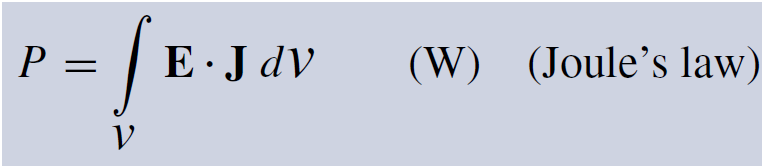 P = ∫_𝒱 𝐄 · 𝐉 d𝒱 (W) (Joule's law)